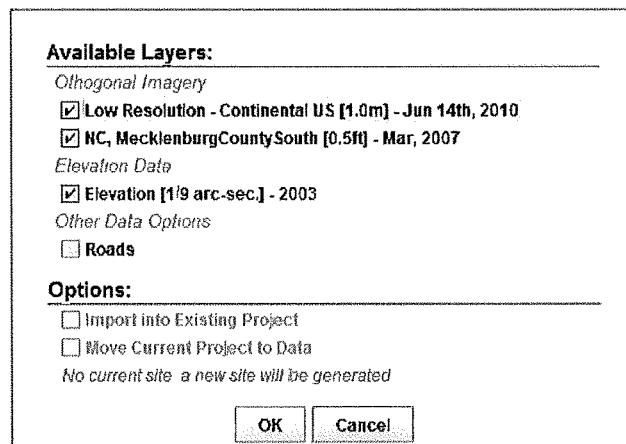 Available Layers:
Othogonal Imagery
Low Resolution - Continental US [1.0m] - Jun 14th, 2010
NC, MecklenburgCountySouth [0.5ft] - Mar, 2007
Elevation Data
Elevation [1/9 arc-sec.] - 2003
Other Data Options
Roads
Options:
Import into Existing Project
Move Current Project to Data
No current site a new site will be generated
OK Cancel